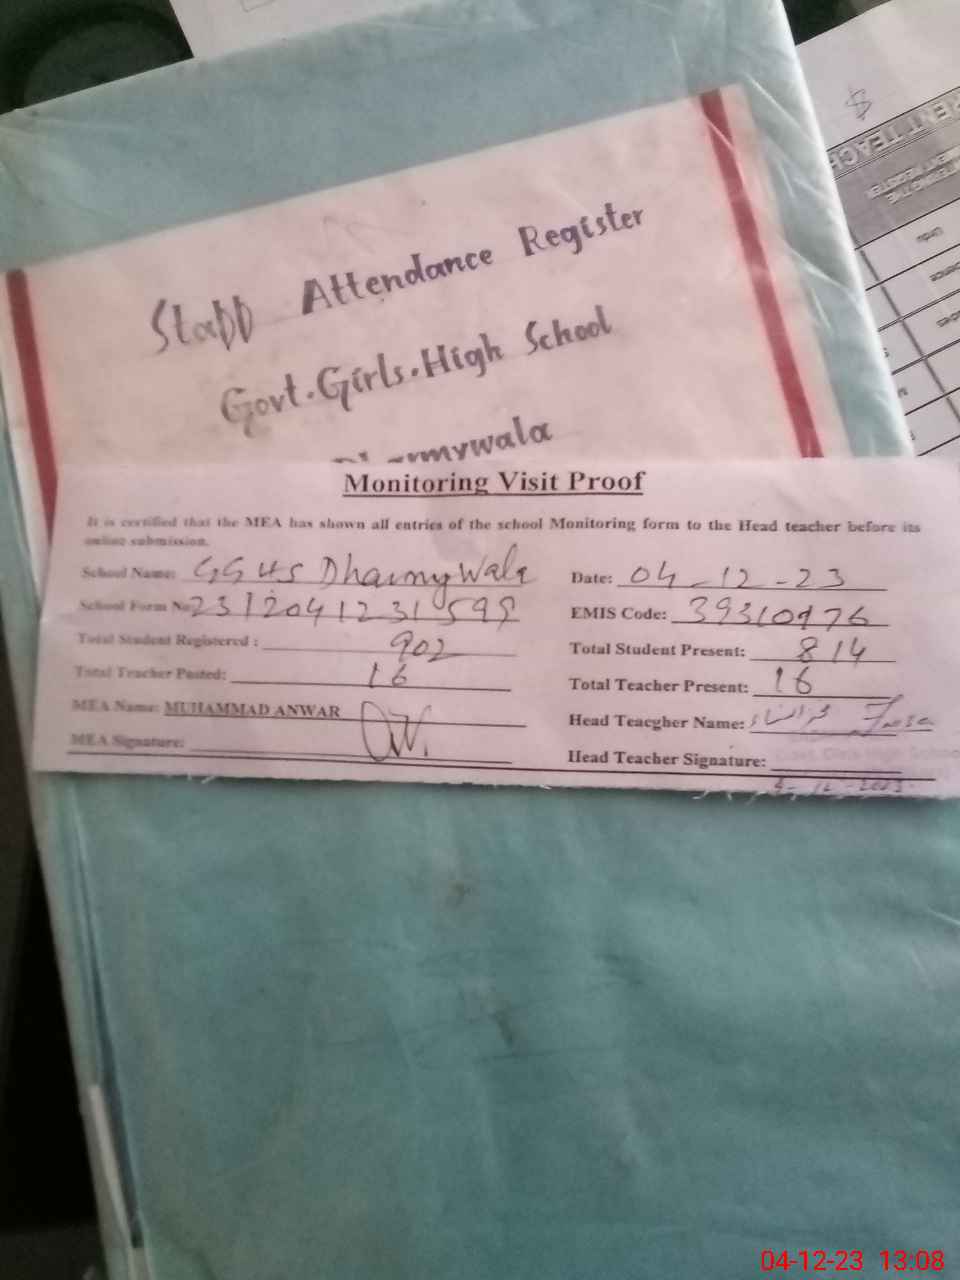 Staff Attendance Register
Govt. Girls. High School
Monitoring Visit Proof
It is certified that the MEA has shown all entries of the school Monitoring form to the Head teacher before its
online submission.
School Name: GGHS Dharmywala Date: 04-12-23
School Form No. EMIS Code: 39310176
Total Student Registered : 902 Total Student Present: 814
Total Teacher Posted: 16 Total Teacher Present: 16
MEA Name: MUHAMMAD ANWAR Head Teacgher Name:
MEA Signature: Head Teacher Signature:
04-12-23 13:08